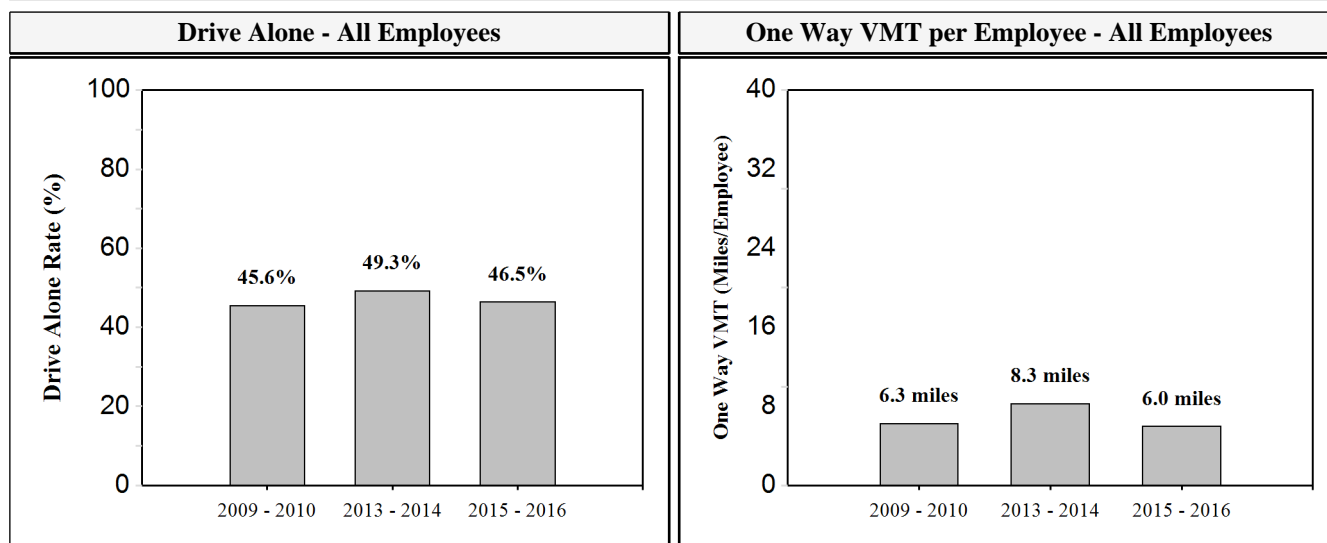 Drive Alone - All Employees
One Way VMT per Employee - All Employees
Drive Alone Rate (%)
100
80
60
40
20
0
45.6%
49.3%
46.5%
2009 - 2010
2013 - 2014
2015 - 2016
One Way VMT (Miles/Employee)
40
32
24
16
8
0
6.3 miles
8.3 miles
6.0 miles
2009 - 2010
2013 - 2014
2015 - 2016